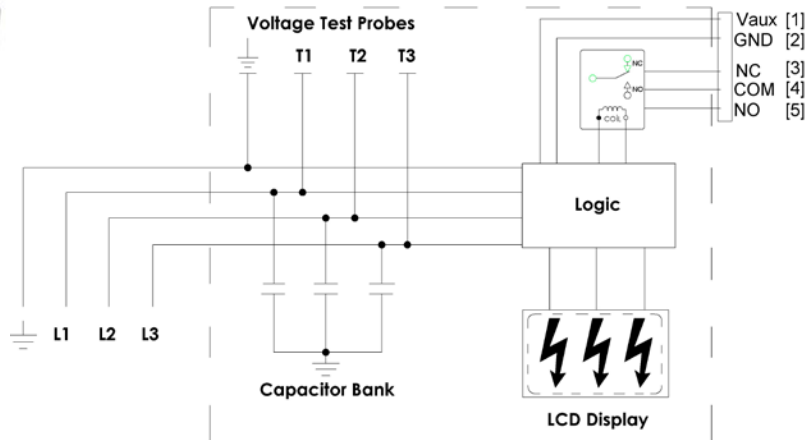 Voltage Test Probes
T1 T2 T3
Vaux [1]
GND [2]
NC [3]
COM [4]
NO [5]
NC
NO
COIL
Logic
L1 L2 L3
Capacitor Bank
LCD Display